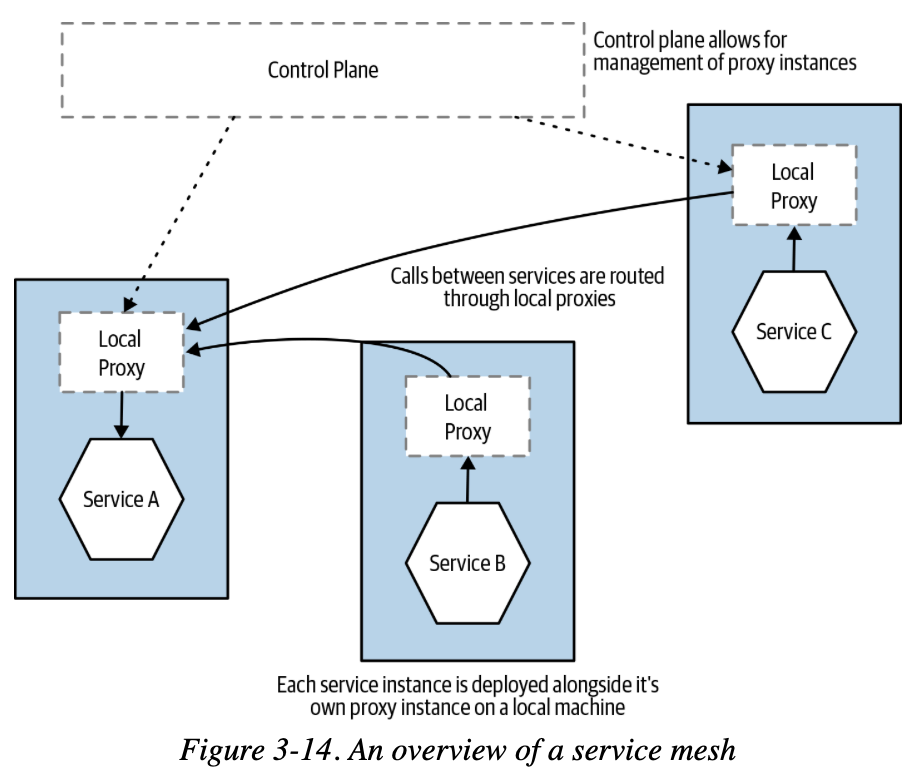 Control Plane
Control plane allows for
management of proxy instances
Local
Proxy
Calls between services are routed
through local proxies
Service C
Local
Proxy
Local
Proxy
Service A
Service B
Each service instance is deployed alongside it's
own proxy instance on a local machine
Figure 3-14. An overview of a service mesh